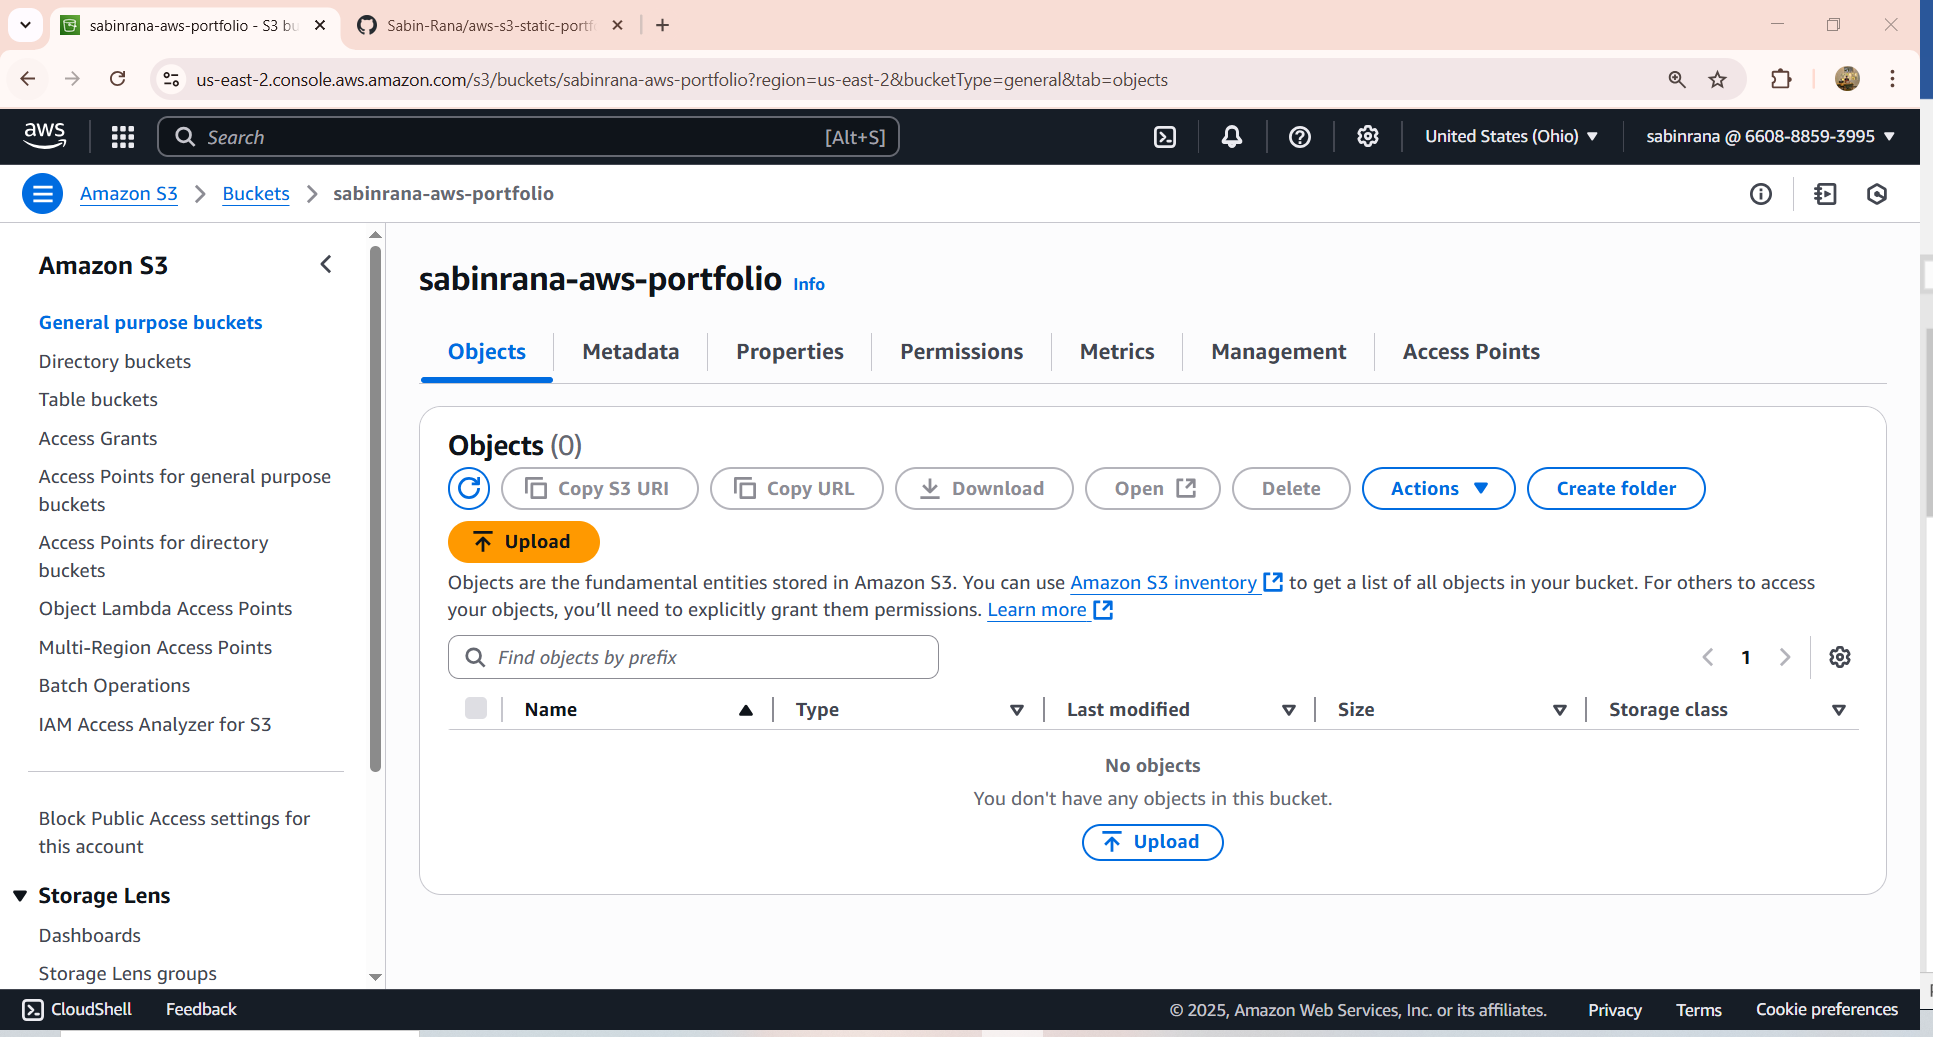 sabinrana-aws-portfolio - S3 bu
Sabin-Rana/aws-s3-static-portf
us-east-2.console.aws.amazon.com/s3/buckets/sabinrana-aws-portfolio?region=us-east-2&bucketType=general&tab=objects
aws
Search
[Alt+S]
United States (Ohio)
sabinrana @ 6608-8859-3995
Amazon S3
Buckets
sabinrana-aws-portfolio
Amazon S3
General purpose buckets
Directory buckets
Table buckets
Access Grants
Access Points for general purpose
buckets
Access Points for directory
buckets
Object Lambda Access Points
Multi-Region Access Points
Batch Operations
IAM Access Analyzer for S3
Block Public Access settings for
this account
Storage Lens
Dashboards
Storage Lens groups
sabinrana-aws-portfolio Info
Objects
Metadata
Properties
Permissions
Metrics
Management
Access Points
Objects (0)
Copy S3 URI
Copy URL
Download
Open
Delete
Actions
Create folder
Upload
Objects are the fundamental entities stored in Amazon S3. You can use Amazon S3 inventory to get a list of all objects in your bucket. For others to access
your objects, you’ll need to explicitly grant them permissions. Learn more
Find objects by prefix
1
Name
Type
Last modified
Size
Storage class
No objects
You don't have any objects in this bucket.
Upload
CloudShell
Feedback
© 2025, Amazon Web Services, Inc. or its affiliates.
Privacy
Terms
Cookie preferences